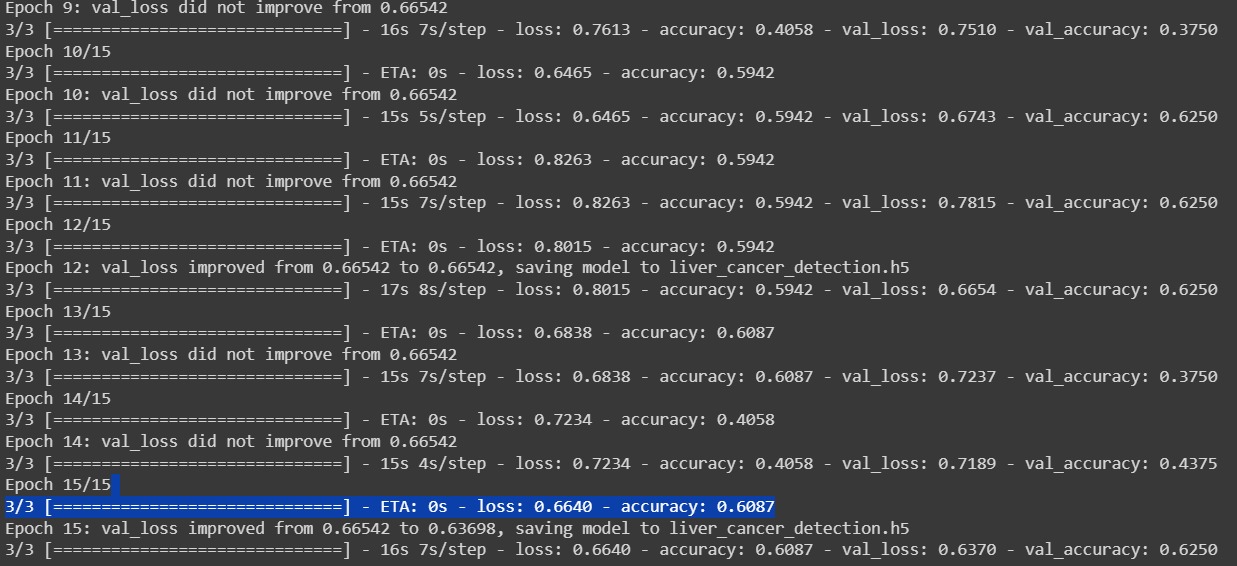 Epoch 9: val_loss did not improve from 0.66542
3/3 [==============================] - 16s 7s/step - loss: 0.7613 - accuracy: 0.4058 - val_loss: 0.7510 - val_accuracy: 0.3750
Epoch 10/15
3/3 [==============================] - ETA: 0s - loss: 0.6465 - accuracy: 0.5942
Epoch 10: val_loss did not improve from 0.66542
3/3 [==============================] - 15s 5s/step - loss: 0.6465 - accuracy: 0.5942 - val_loss: 0.6743 - val_accuracy: 0.6250
Epoch 11/15
3/3 [==============================] - ETA: 0s - loss: 0.8263 - accuracy: 0.5942
Epoch 11: val_loss did not improve from 0.66542
3/3 [==============================] - 15s 7s/step - loss: 0.8263 - accuracy: 0.5942 - val_loss: 0.7815 - val_accuracy: 0.6250
Epoch 12/15
3/3 [==============================] - ETA: 0s - loss: 0.8015 - accuracy: 0.5942
Epoch 12: val_loss improved from 0.66542 to 0.66542, saving model to liver_cancer_detection.h5
3/3 [==============================] - 17s 8s/step - loss: 0.8015 - accuracy: 0.5942 - val_loss: 0.6654 - val_accuracy: 0.6250
Epoch 13/15
3/3 [==============================] - ETA: 0s - loss: 0.6838 - accuracy: 0.6087
Epoch 13: val_loss did not improve from 0.66542
3/3 [==============================] - 15s 7s/step - loss: 0.6838 - accuracy: 0.6087 - val_loss: 0.7237 - val_accuracy: 0.3750
Epoch 14/15
3/3 [==============================] - ETA: 0s - loss: 0.7234 - accuracy: 0.4058
Epoch 14: val_loss did not improve from 0.66542
3/3 [==============================] - 15s 4s/step - loss: 0.7234 - accuracy: 0.4058 - val_loss: 0.7189 - val_accuracy: 0.4375
Epoch 15/15
3/3 [==============================] - ETA: 0s - loss: 0.6640 - accuracy: 0.6087
Epoch 15: val_loss improved from 0.66542 to 0.63698, saving model to liver_cancer_detection.h5
3/3 [==============================] - 16s 7s/step - loss: 0.6640 - accuracy: 0.6087 - val_loss: 0.6370 - val_accuracy: 0.6250